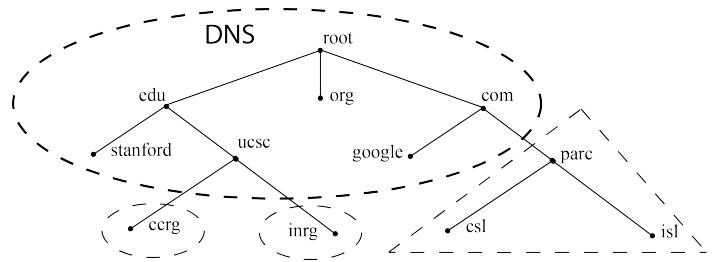 DNS
root
edu
org
com
stanford
ucsc
google
parc
ccrg
inrg
csl
isl